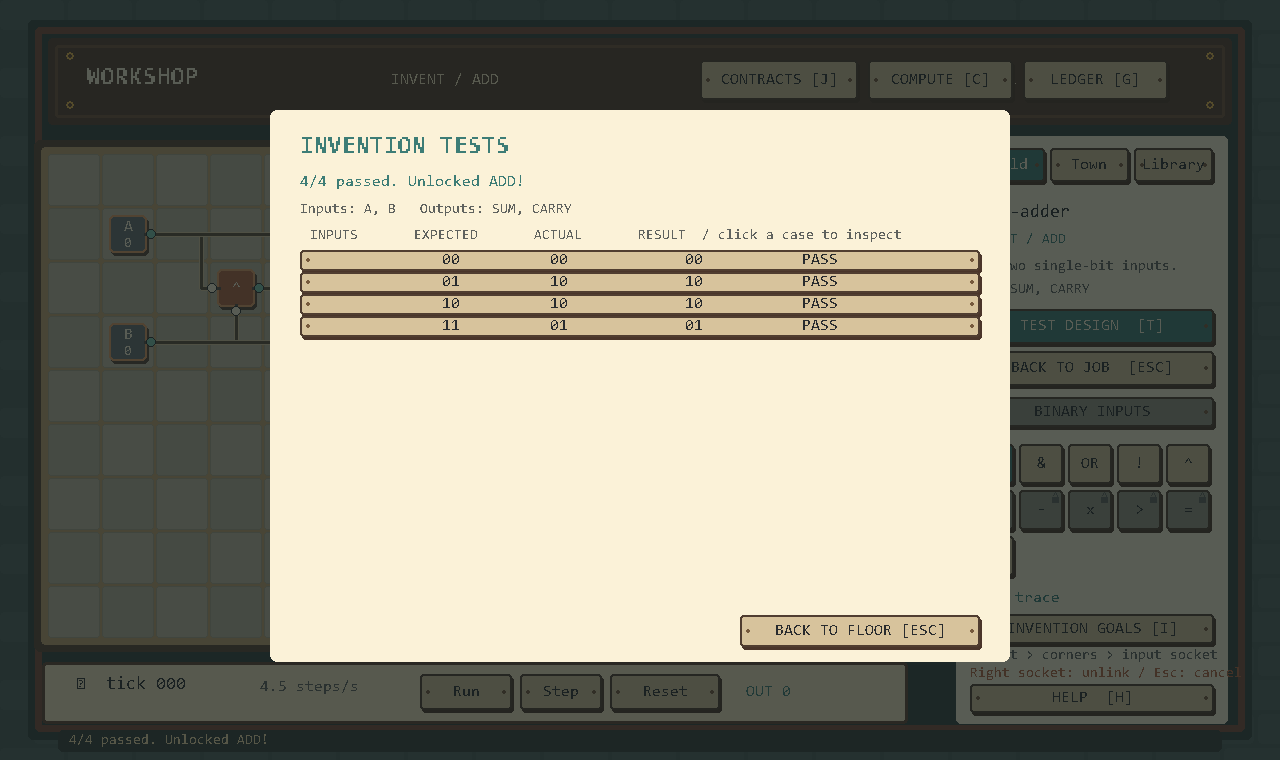 WORKSHOP
INVENT / ADD
CONTRACTS [J]
COMPUTE [C]
LEDGER [G]
INVENTION TESTS
4/4 passed. Unlocked ADD!
Inputs: A, B Outputs: SUM, CARRY
INPUTS EXPECTED ACTUAL RESULT / click a case to inspect
00 00 00 PASS
01 10 10 PASS
10 10 10 PASS
11 01 01 PASS
BACK TO FLOOR [ESC]
A
0
^
B
0
ld
Town
Library
-adder
T / ADD
wo single-bit inputs.
SUM, CARRY
TEST DESIGN [T]
BACK TO JOB [ESC]
BINARY INPUTS
& OR ! ^
- x > =
trace
INVENTION GOALS [I]
t > corners > input socket
Right socket: unlink / Esc: cancel
HELP [H]
tick 000
4.5 steps/s
Run
Step
Reset
OUT 0
4/4 passed. Unlocked ADD!